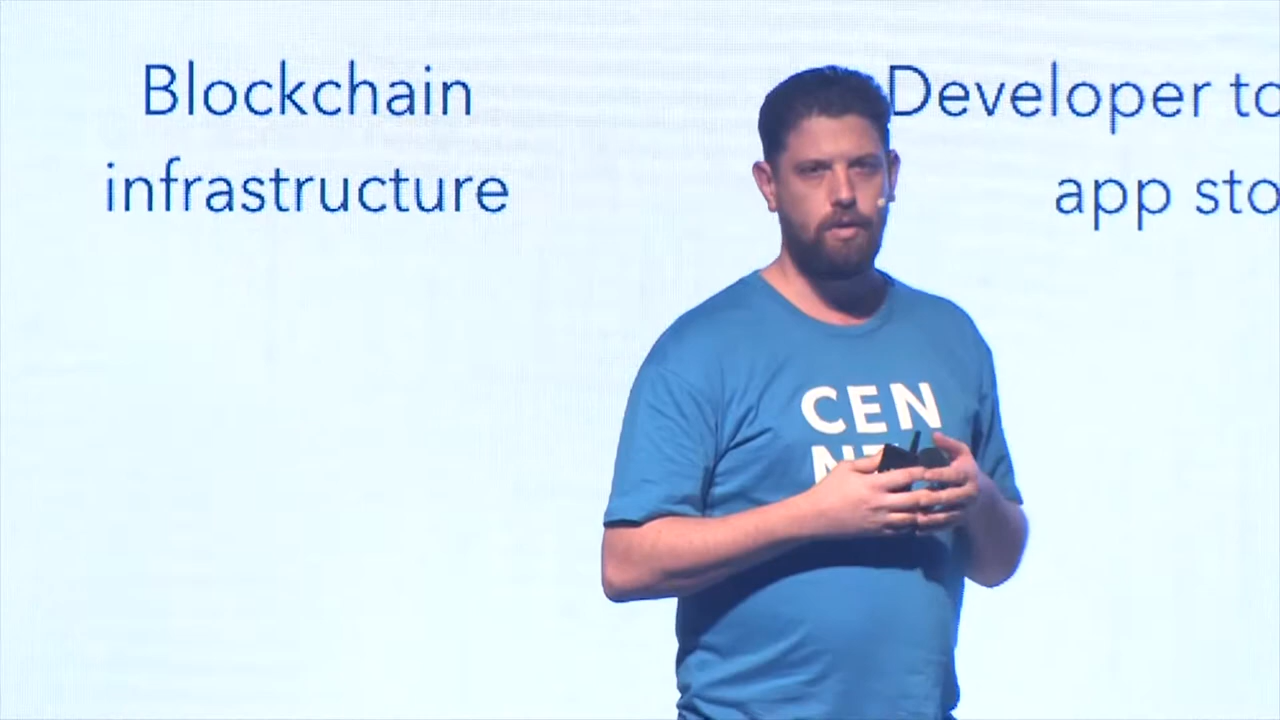 Blockchain
infrastructure
Developer to
app sto
CEN